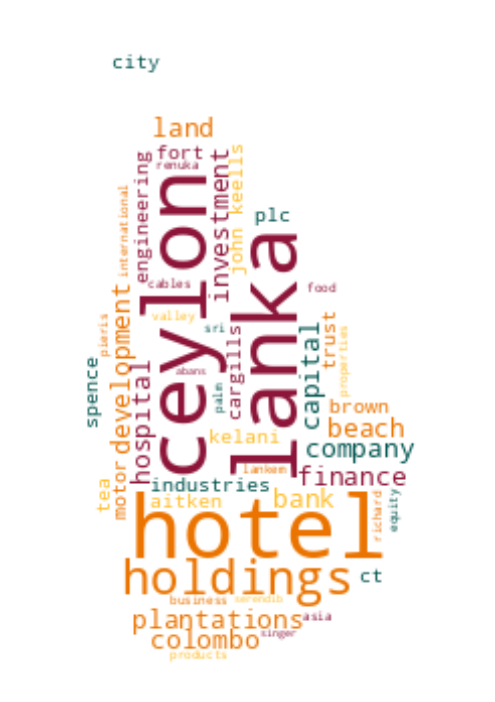 city
land
fort
renuka
engineering
john keells
investment
international
ceylon
plc
lanka
cables
food
valley
sri
pieris
development
cargills
capital
trust
properties
spence
hospital
abans
palm
brown
beach
kelani
company
motor
tea
lankem
finance
industries
aitken
bank
richard
equity
hotel
holdings
ct
business
serendib
plantations
asia
colombo
singer
products